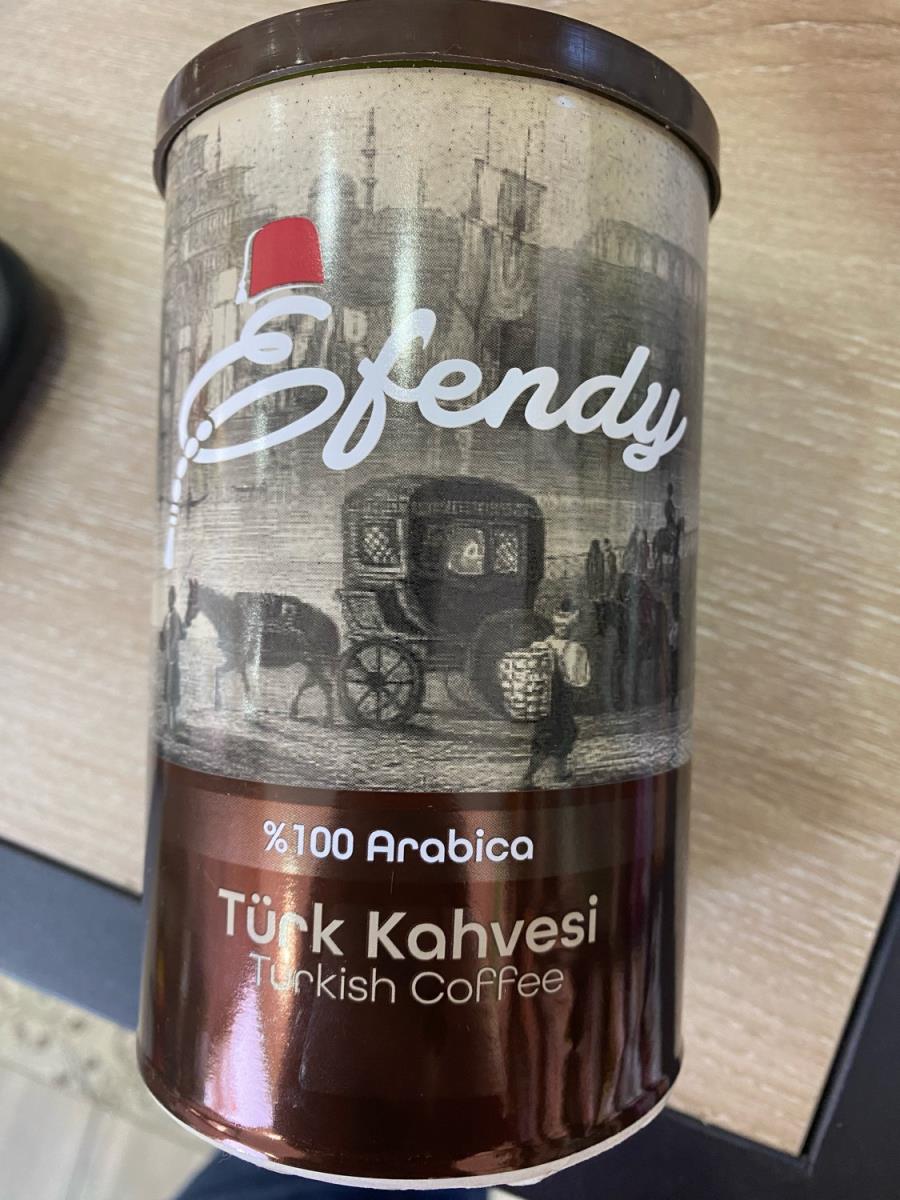 Efendy
%100 Arabica
Türk Kahvesi
Turkish Coffee